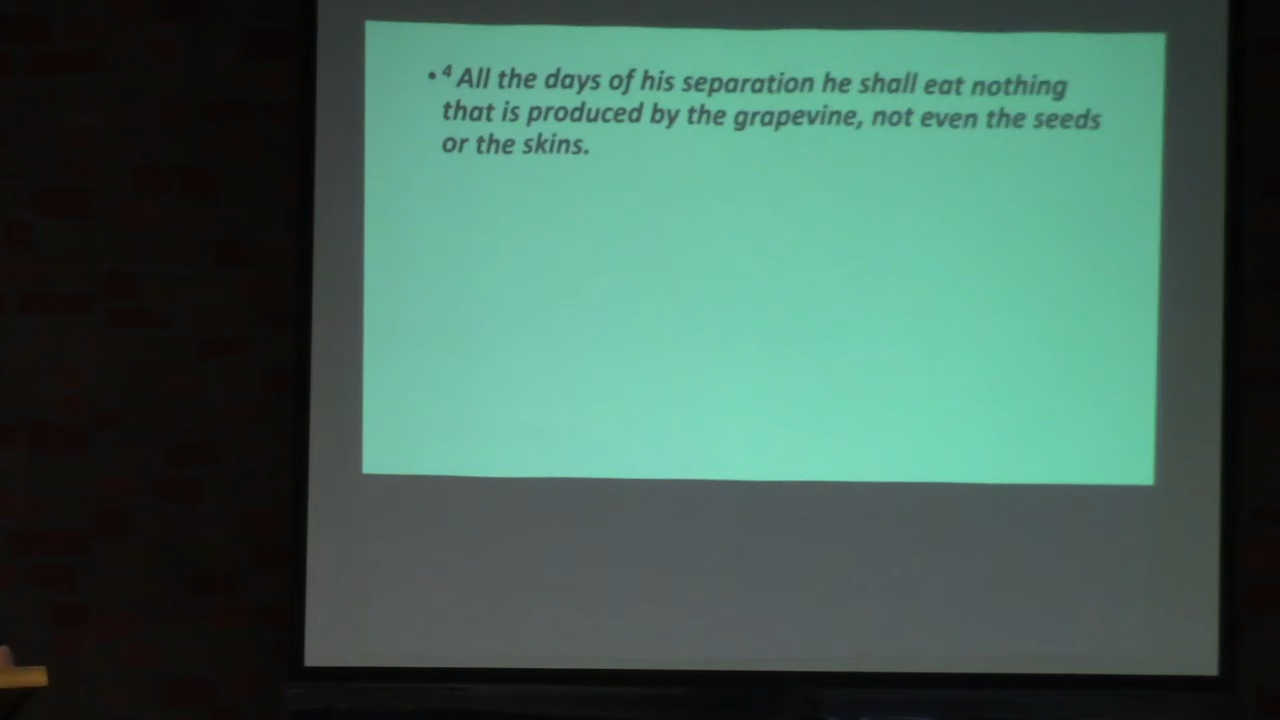 • ⁴ All the days of his separation he shall eat nothing
that is produced by the grapevine, not even the seeds
or the skins.